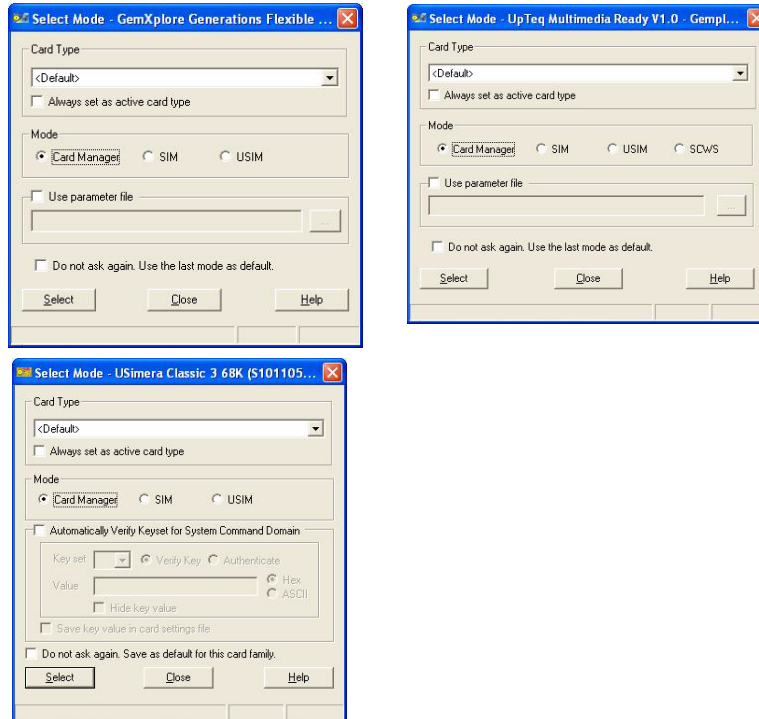 Select Mode - GemXplore Generations Flexible ...
Card Type
<Default>
Always set as active card type
Mode
Card Manager SIM USIM
Use parameter file
...
Do not ask again. Use the last mode as default.
Select Close Help
Select Mode - UpTeq Multimedia Ready V1.0 - Gempl...
Card Type
<Default>
Always set as active card type
Mode
Card Manager SIM USIM SCWS
Use parameter file
...
Do not ask again. Use the last mode as default.
Select Close Help
Select Mode - USimera Classic 3 68K (S101105...
Card Type
<Default>
Always set as active card type
Mode
Card Manager SIM USIM
Automatically Verify Keyset for System Command Domain
Key set Verify Key Authenticate
Value Hex
ASCII
Hide key value
Save key value in card settings file
Do not ask again. Save as default for this card family.
Select Close Help